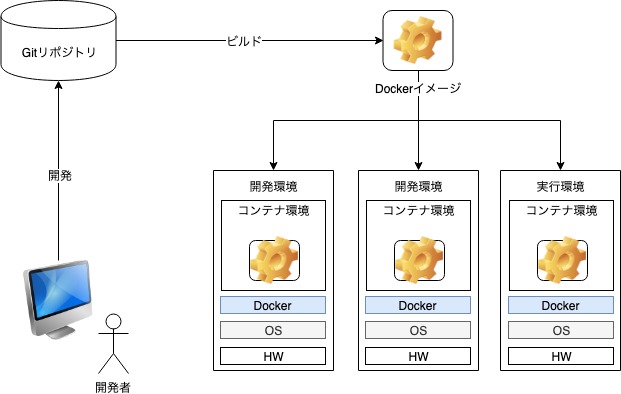 Gitリポジトリ
ビルド
Dockerイメージ
開発
開発者
開発環境
コンテナ環境
Docker
OS
HW
開発環境
コンテナ環境
Docker
OS
HW
実行環境
コンテナ環境
Docker
OS
HW